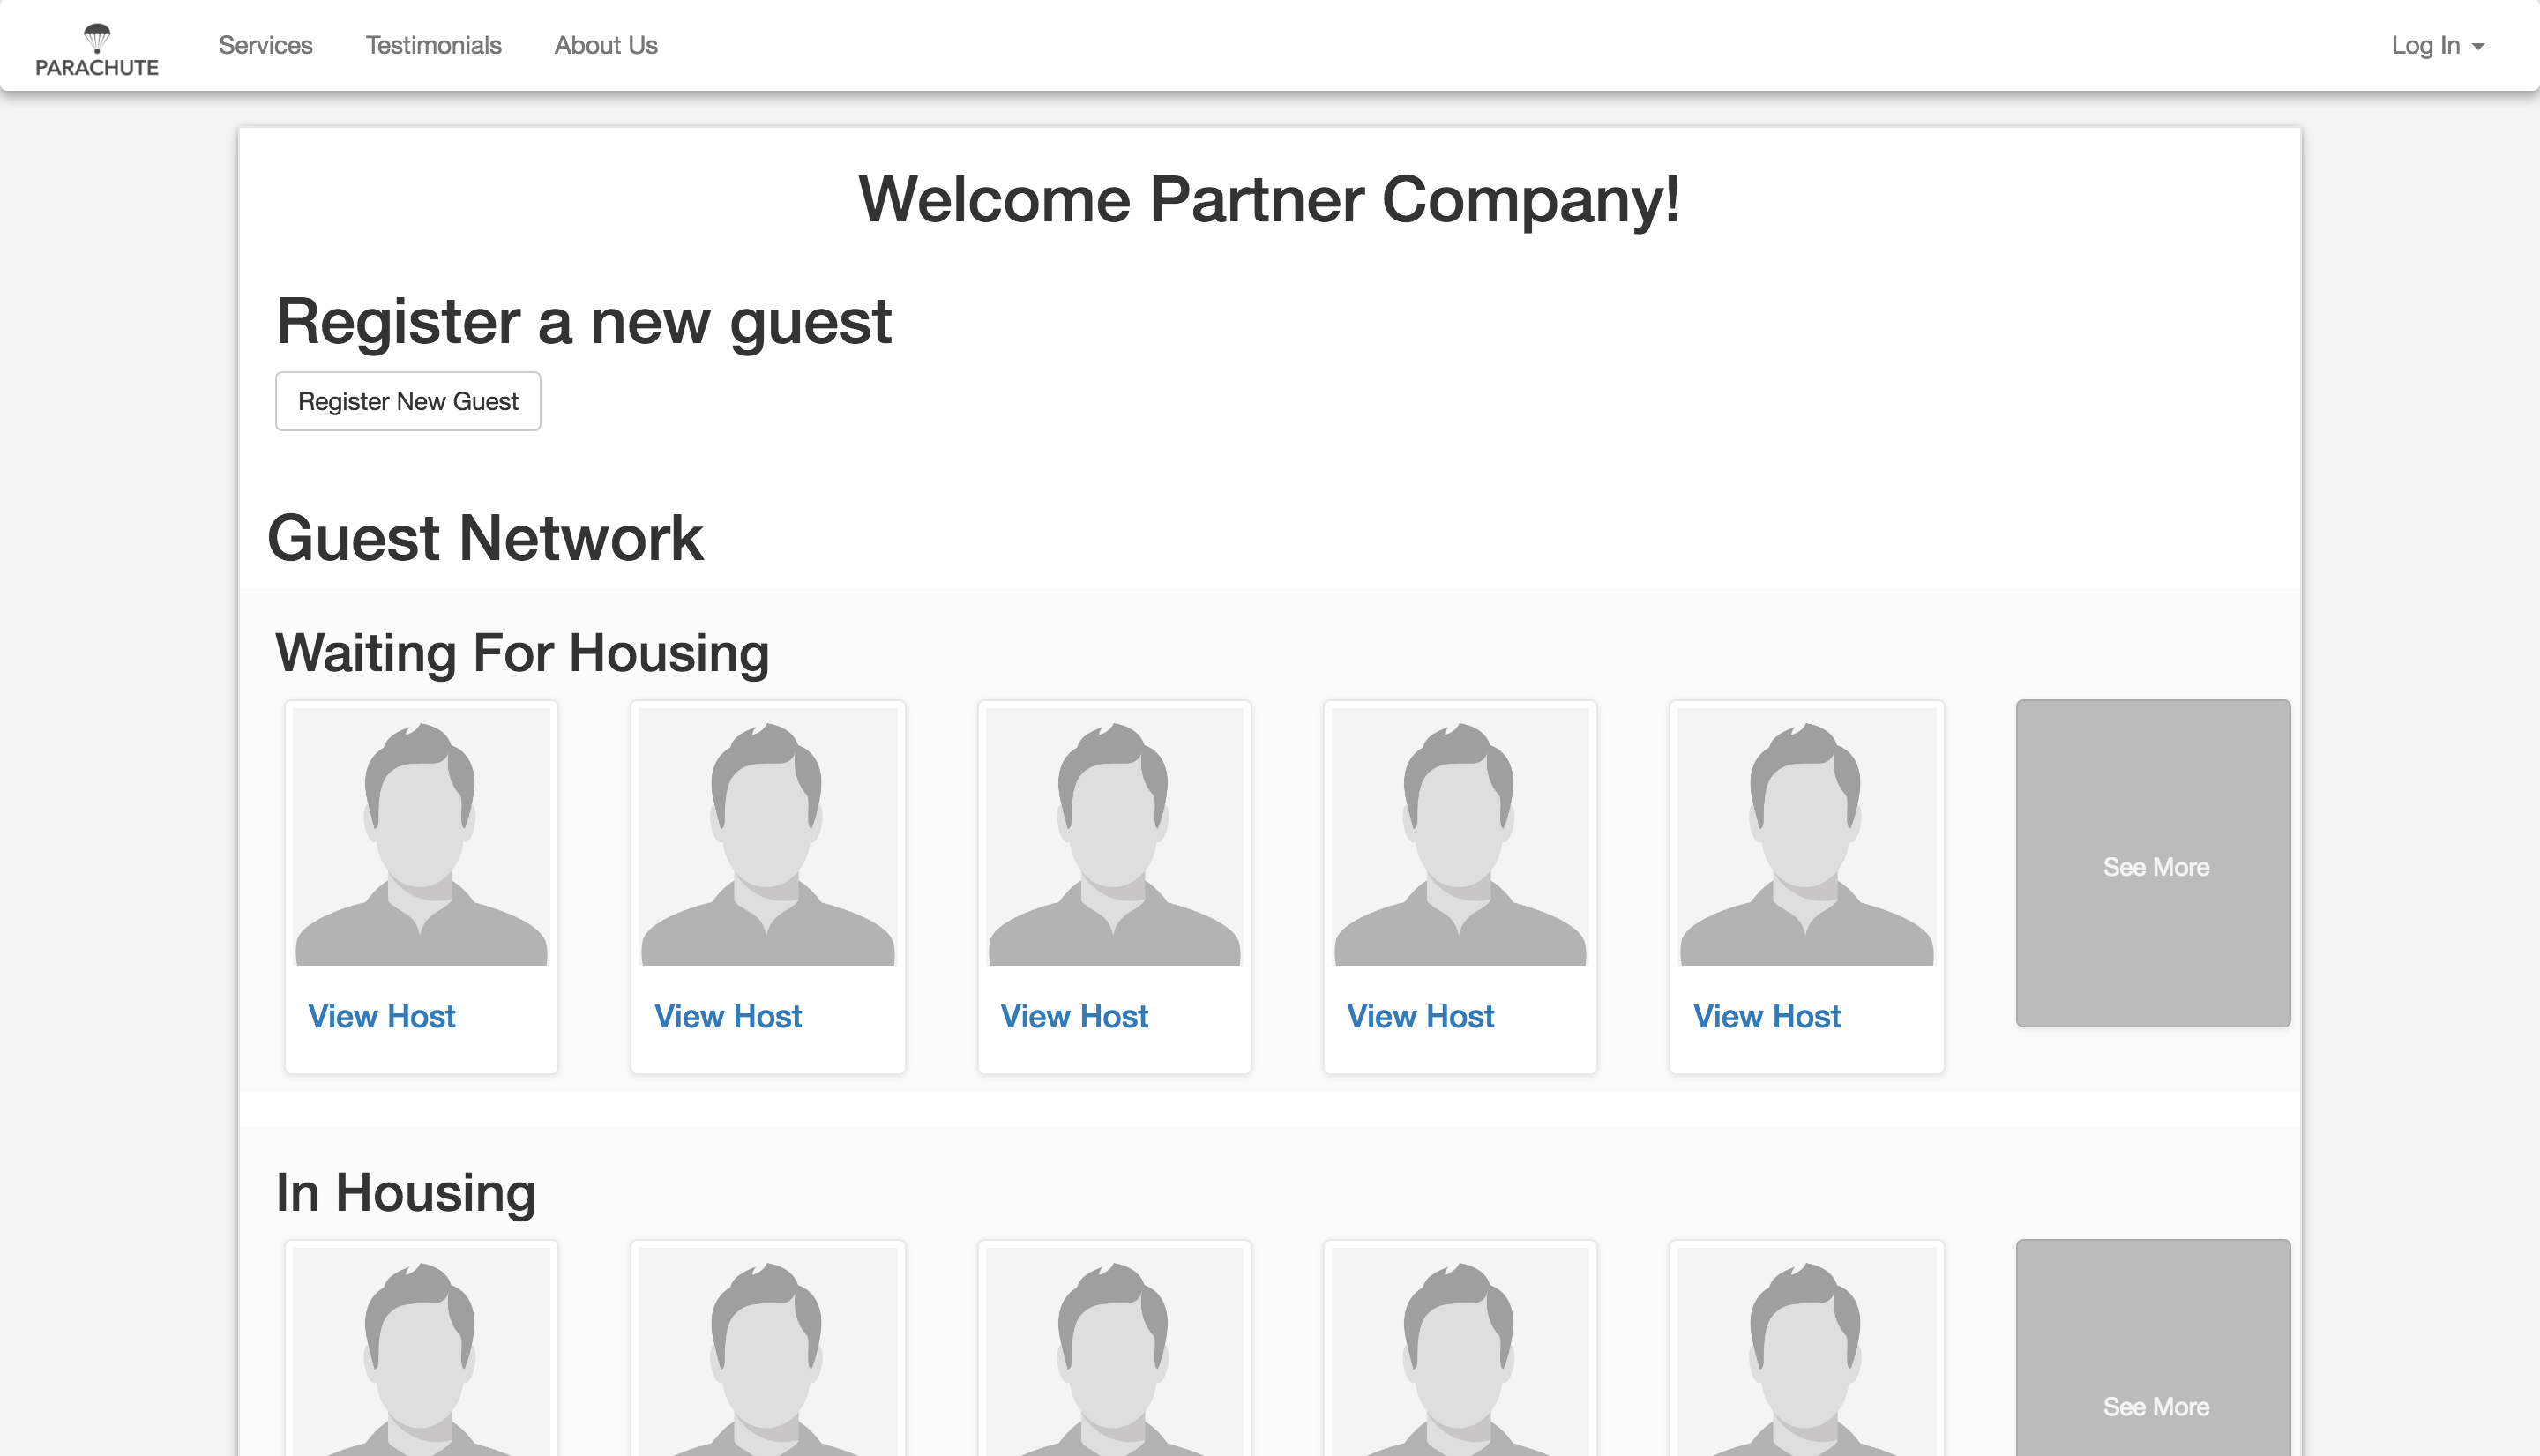 PARACHUTE
Services
Testimonials
About Us
Log In
Welcome Partner Company!
Register a new guest
Register New Guest
Guest Network
Waiting For Housing
View Host
View Host
View Host
View Host
View Host
See More
In Housing
See More